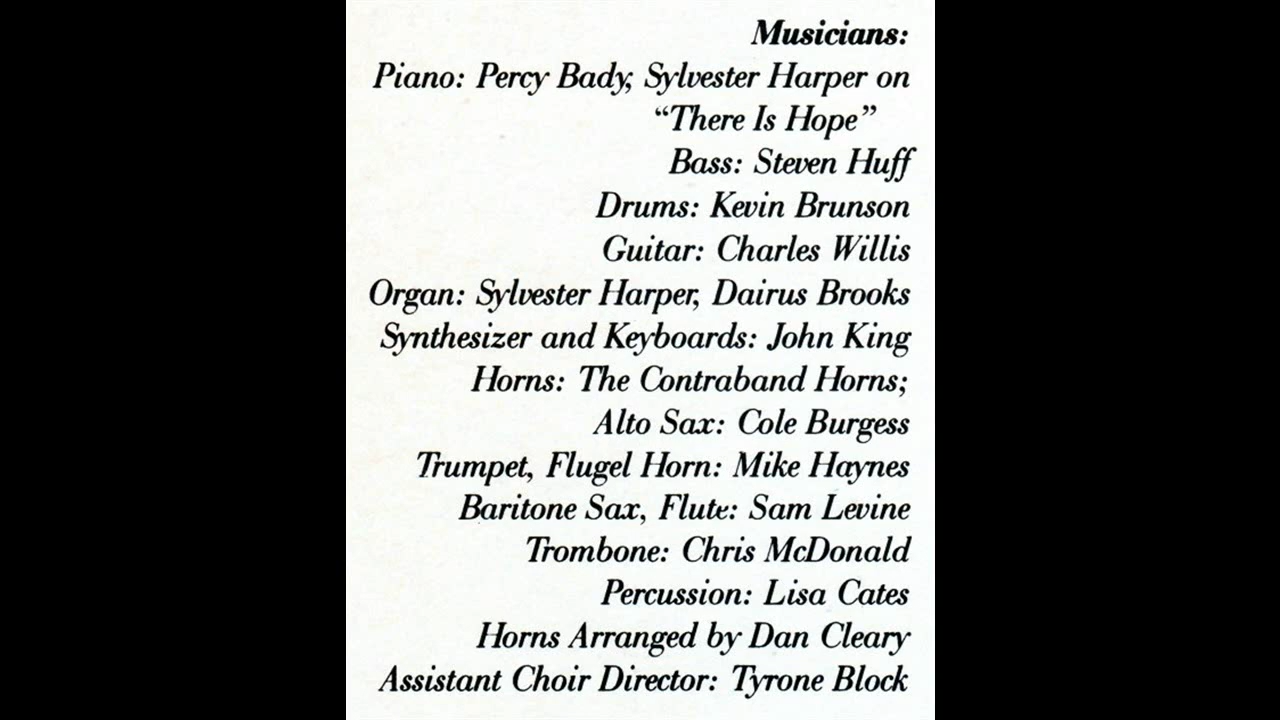 Musicians:
Piano: Percy Bady, Sylvester Harper on
“There Is Hope”
Bass: Steven Huff
Drums: Kevin Brunson
Guitar: Charles Willis
Organ: Sylvester Harper, Dairus Brooks
Synthesizer and Keyboards: John King
Horns: The Contraband Horns;
Alto Sax: Cole Burgess
Trumpet, Flugel Horn: Mike Haynes
Baritone Sax, Flute: Sam Levine
Trombone: Chris McDonald
Percussion: Lisa Cates
Horns Arranged by Dan Cleary
Assistant Choir Director: Tyrone Block